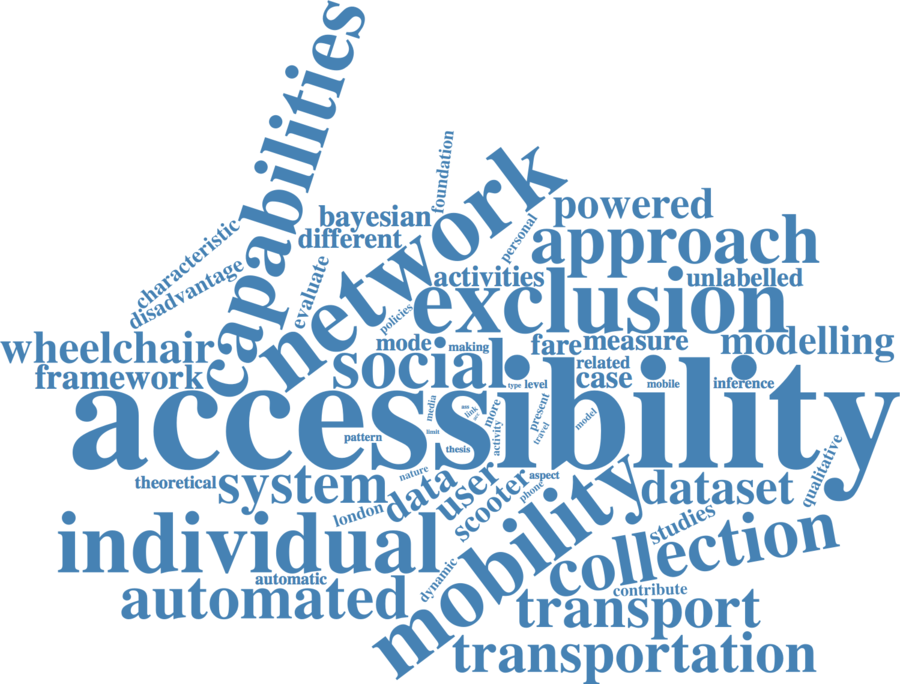 capabilities
foundation
network
characteristic
bayesian
powered
personal
different
approach
disadvantage
evaluate
activities
unlabelled
exclusion
policies
wheelchair
mode
making
fare
measure
modelling
framework
social
related
case
type
level
mobile
inference
accessibility
media
link
more
present
model
limit
activity
travel
pattern
thesis
theoretical
system
nature
data
user
scooter
aspect
phone
dataset
qualitative
london
studies
individual
mobility
collection
automatic
dynamic
contribute
automated
transport
transportation